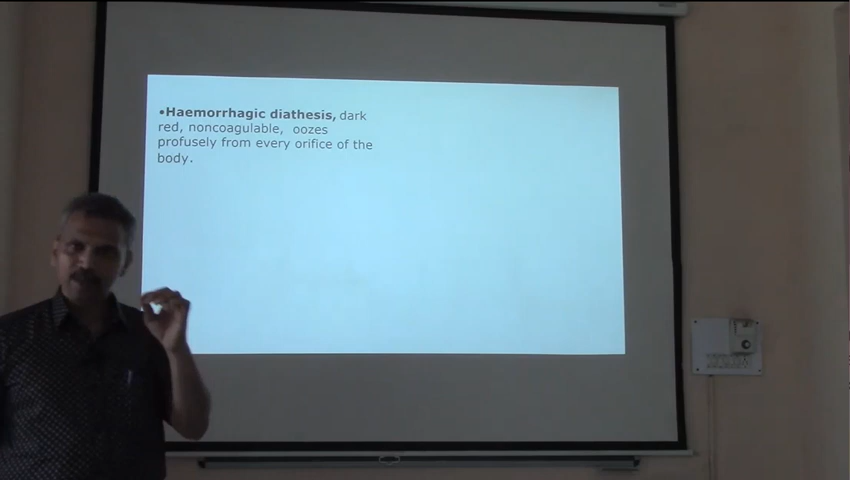 •Haemorrhagic diathesis, dark
red, noncoagulable, oozes
profusely from every orifice of the
body.